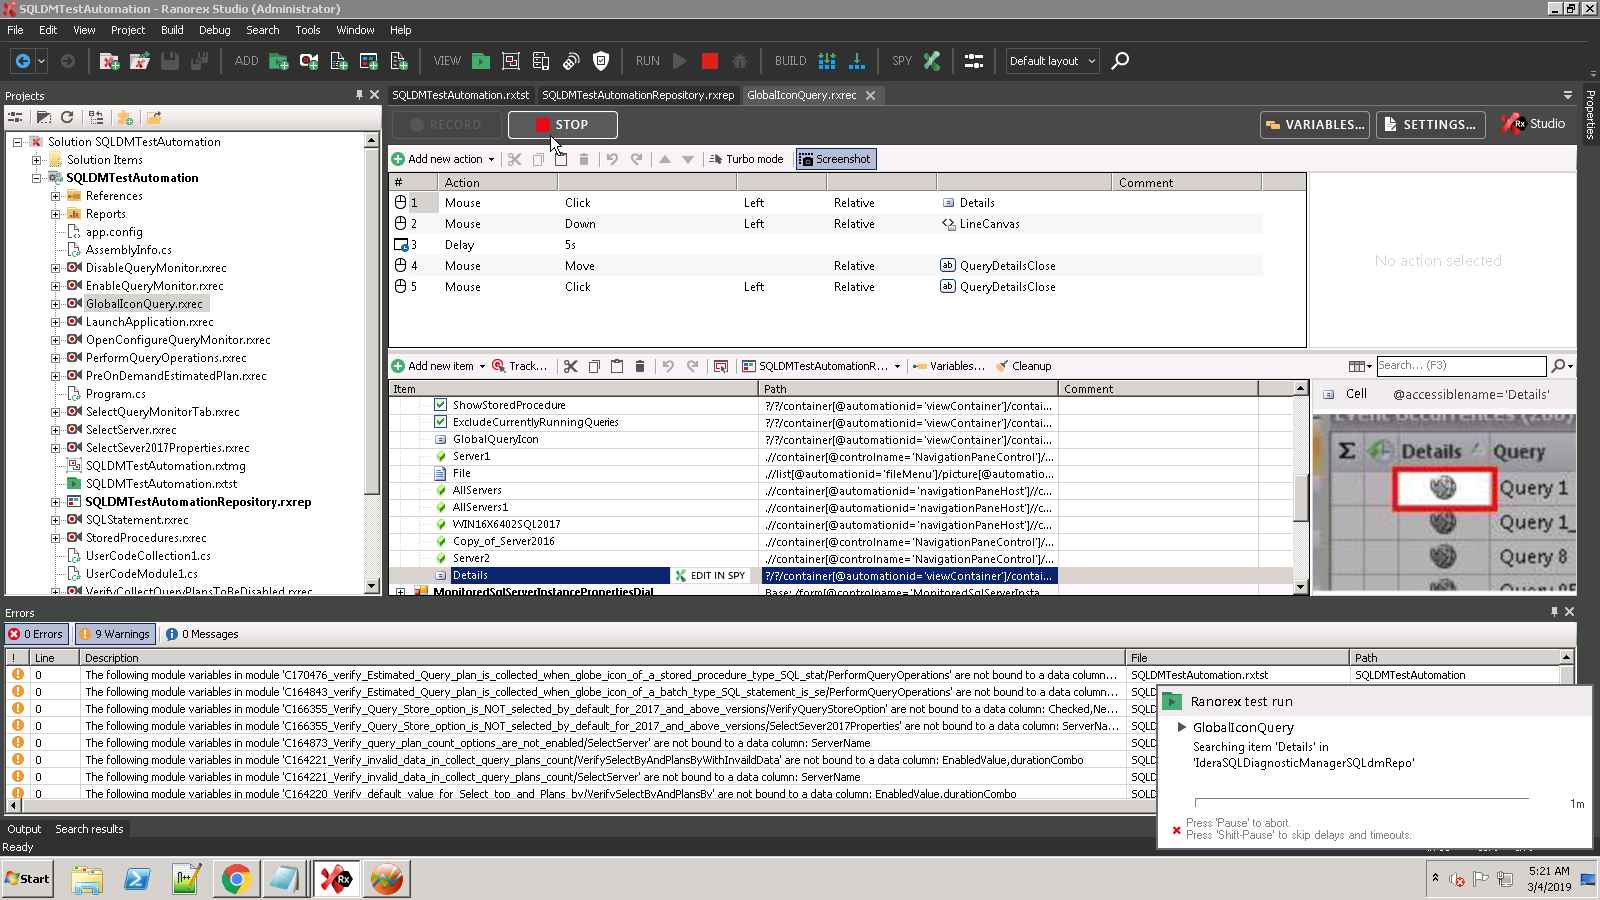 SQLDMTestAutomation - Ranorex Studio (Administrator)
File Edit View Project Build Debug Search Tools Window Help
ADD VIEW RUN BUILD SPY Default layout
Projects
SQLDMTestAutomation.rxtst SQLDMTestAutomationRepository.rxrep GlobalIconQuery.rxrec
Properties
RECORD STOP VARIABLES... SETTINGS... Rx Studio
Solution SQLDMTestAutomation
Solution Items
SQLDMTestAutomation
References
Reports
app.config
AssemblyInfo.cs
DisableQueryMonitor.rxrec
EnableQueryMonitor.rxrec
GlobalIconQuery.rxrec
LaunchApplication.rxrec
OpenConfigureQueryMonitor.rxrec
PerformQueryOperations.rxrec
PreOnDemandEstimatedPlan.rxrec
Program.cs
SelectQueryMonitorTab.rxrec
SelectServer.rxrec
SelectSever2017Properties.rxrec
SQLDMTestAutomation.rxtmg
SQLDMTestAutomation.rxtst
SQLDMTestAutomationRepository.rxrep
SQLStatement.rxrec
StoredProcedures.rxrec
UserCodeCollection1.cs
UserCodeModule1.cs
VerifyCollectQueryPlansToBeDisabled.rxrec
Add new action Turbo mode Screenshot
# Action Comment
1 Mouse Click Left Relative Details
2 Mouse Down Left Relative LineCanvas
3 Delay 5s
4 Mouse Move Relative ab QueryDetailsClose
5 Mouse Click Left Relative ab QueryDetailsClose
No action selected
Add new item Track... SQLDMTestAutomationR... Variables... Cleanup Search... (F3)
Item Path Comment
ShowStoredProcedure ?/?/container[@automationid='viewContainer']/contai...
ExcludeCurrentlyRunningQueries ?/?/container[@automationid='viewContainer']/contai...
GlobalQueryIcon ?/?/container[@automationid='viewContainer']/contai...
Server1 .//container[@controlname='NavigationPaneControl']/...
File .//list[@automationid='fileMenu']/picture[@automatio...
AllServers .//container[@automationid='navigationPaneHost']//c...
AllServers1 .//container[@automationid='navigationPaneHost']//c...
WIN16X6402SQL2017 .//container[@automationid='navigationPaneHost']//c...
Copy_of_Server2016 .//container[@controlname='NavigationPaneControl']/...
Server2 .//container[@controlname='NavigationPaneControl']/...
Details EDIT IN SPY ?/?/container[@automationid='viewContainer']/contai...
MonitoredSqlServerInstancePropertiesDial Base: /form[@controlname='MonitoredSqlServerInsta...
Cell @accessiblename='Details'
Σ Details Query
Query 1
Query 1_
Query 8
Errors
0 Errors 9 Warnings 0 Messages
! Line Description File Path
0 The following module variables in module 'C170476_Verify_Estimated_Query_plan_is_collected_when_globe_icon_of_a_stored_procedure_type_SQL_stat/PerformQueryOperations' are not bound to a data column... SQLDMTestAutomation.rxtst SQLDMTestAutomation
0 The following module variables in module 'C164843_verify_Estimated_Query_plan_is_collected_when_globe_icon_of_a_batch_type_SQL_statement_is_se/PerformQueryOperations' are not bound to a data column... SQLD
0 The following module variables in module 'C166355_Verify_Query_Store_option_is_NOT_selected_by_default_for_2017_and_above_versions/VerifyQueryStoreOption' are not bound to a data column: Checked,Ne... SQLD
0 The following module variables in module 'C166355_Verify_Query_Store_option_is_NOT_selected_by_default_for_2017_and_above_versions/SelectSever2017Properties' are not bound to a data column: ServerNa... SQLD
0 The following module variables in module 'C164873_Verify_query_plan_count_options_are_not_enabled/SelectServer' are not bound to a data column: ServerName SQLD
0 The following module variables in module 'C164221_Verify_invalid_data_in_collect_query_plans_count/VerifySelectByAndPlansByWithInvaildData' are not bound to a data column: EnabledValue,durationCombo SQLD
0 The following module variables in module 'C164221_Verify_invalid_data_in_collect_query_plans_count/SelectServer' are not bound to a data column: ServerName SQLD
0 The following module variables in module 'C164220_Verify_default_value_for_Select_top_and_Plans_by/VerifySelectByAndPlansBy' are not bound to a data column: EnabledValue,durationCombo SQLD
Ranorex test run
GlobalIconQuery
Searching item 'Details' in
'IderaSQLDiagnosticManagerSQLdmRepo'
1m
Press 'Pause' to abort.
Press 'Shift-Pause' to skip delays and timeouts.
Output Search results
Ready
Start
5:21 AM
3/4/2019